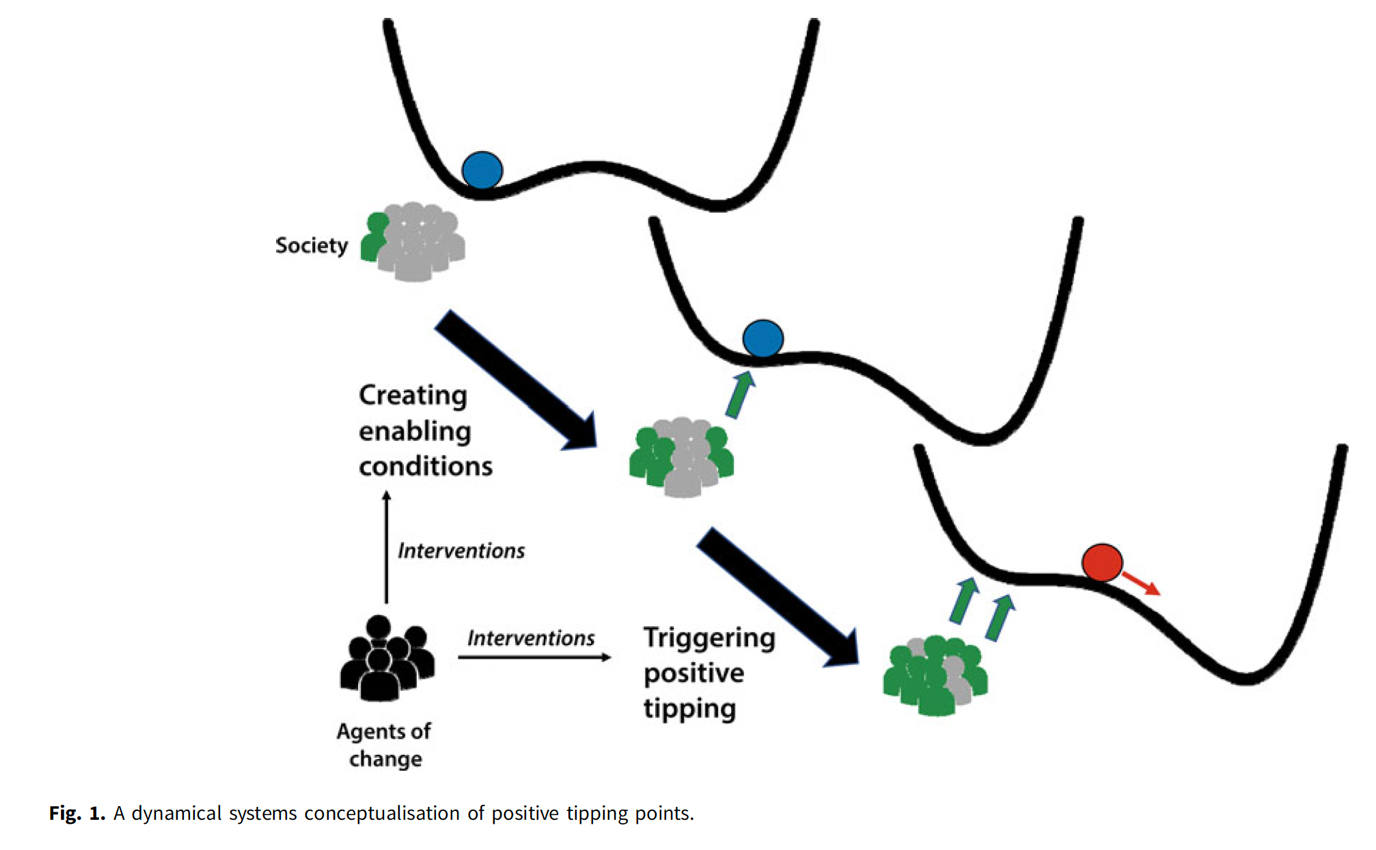 Society
Creating
enabling
conditions
Interventions
Interventions
Triggering
positive
tipping
Agents of
change
Fig. 1. A dynamical systems conceptualisation of positive tipping points.